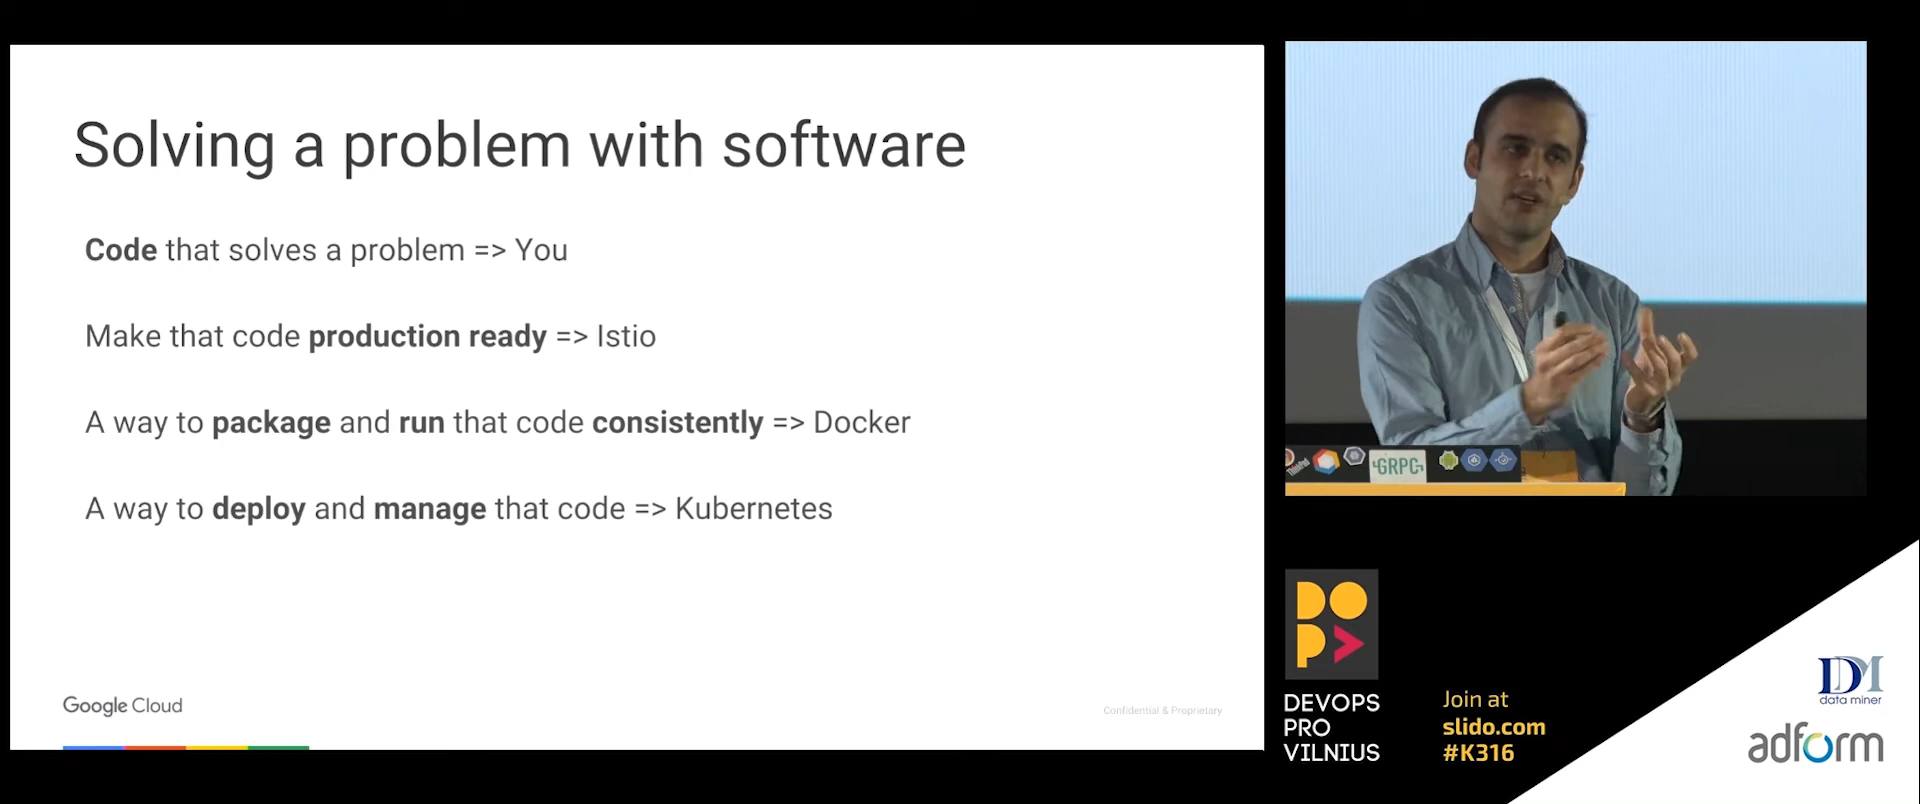 Solving a problem with software
Code that solves a problem => You
Make that code production ready => Istio
A way to package and run that code consistently => Docker
A way to deploy and manage that code => Kubernetes
Google Cloud
Confidential & Proprietary
ThinkPad
GRPC
DEVOPS
PRO
VILNIUS
Join at
slido.com
#K316
DM
data miner
adform